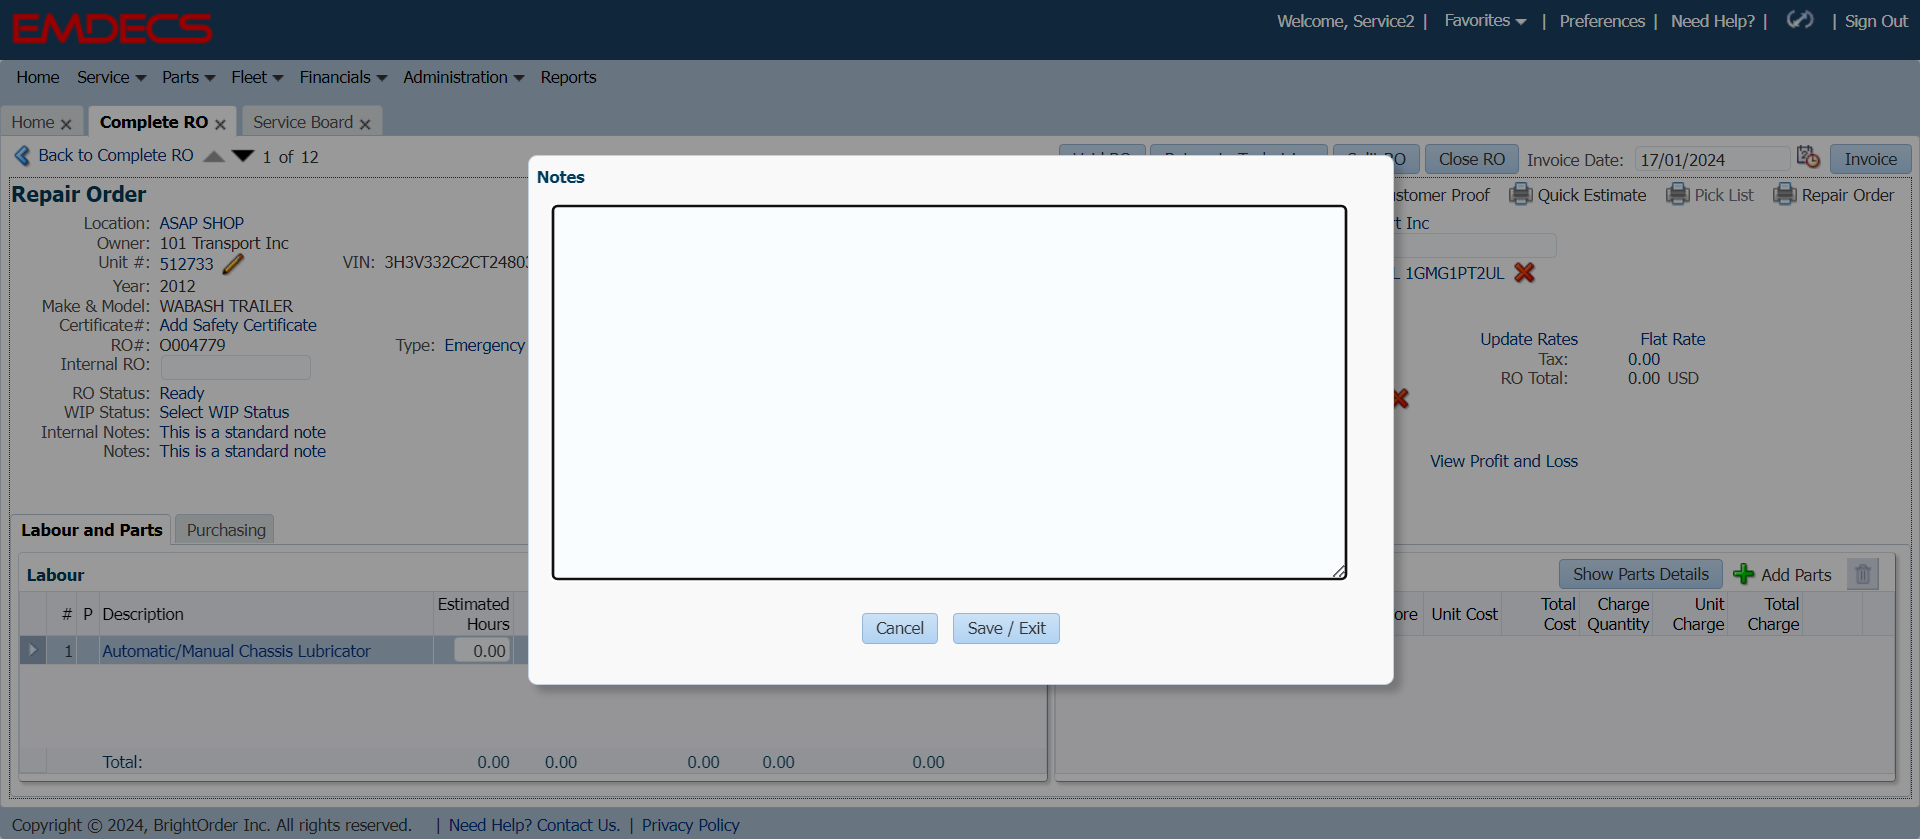 EMDECS
Welcome, Service2 | Favorites | Preferences | Need Help? | | Sign Out
Home Service Parts Fleet Financials Administration Reports
Home Complete RO Service Board
Back to Complete RO 1 of 12 RO Close RO Invoice Date: 17/01/2024 Invoice
Repair Order
Proof Quick Estimate Pick List Repair Order
Location: ASAP SHOP
Owner: 101 Transport Inc
Unit #: 512733 VIN: 3H3V332C2CT2480
Year: 2012
Make & Model: WABASH TRAILER
Certificate#: Add Safety Certificate
RO#: O004779 Type: Emergency
Internal RO:
RO Status: Ready
WIP Status: Select WIP Status
Internal Notes: This is a standard note
Notes: This is a standard note
Inc
1GMG1PT2UL
Update Rates Flat Rate
Tax: 0.00
RO Total: 0.00 USD
View Profit and Loss
Notes
Cancel Save / Exit
Labour and Parts Purchasing
Labour
# P Description Estimated Hours
1 Automatic/Manual Chassis Lubricator 0.00
Total: 0.00 0.00 0.00 0.00 0.00
Show Parts Details Add Parts
Unit Cost Total Cost Charge Quantity Unit Charge Total Charge
Copyright © 2024, BrightOrder Inc. All rights reserved. | Need Help? Contact Us. | Privacy Policy